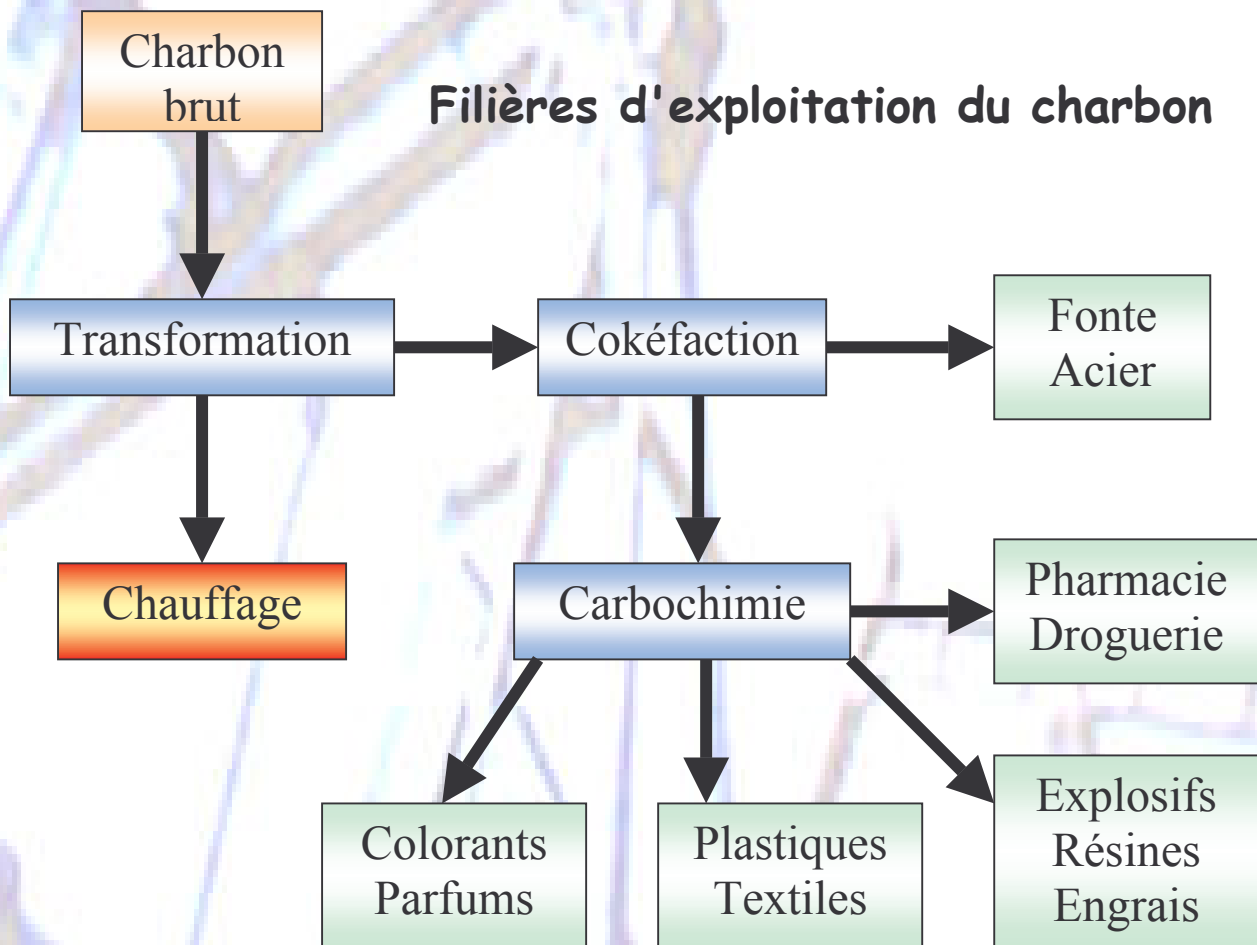 Charbon
brut
Filières d'exploitation du charbon
Transformation
Cokéfaction
Fonte
Acier
Chauffage
Carbochimie
Pharmacie
Droguerie
Colorants
Parfums
Plastiques
Textiles
Explosifs
Résines
Engrais